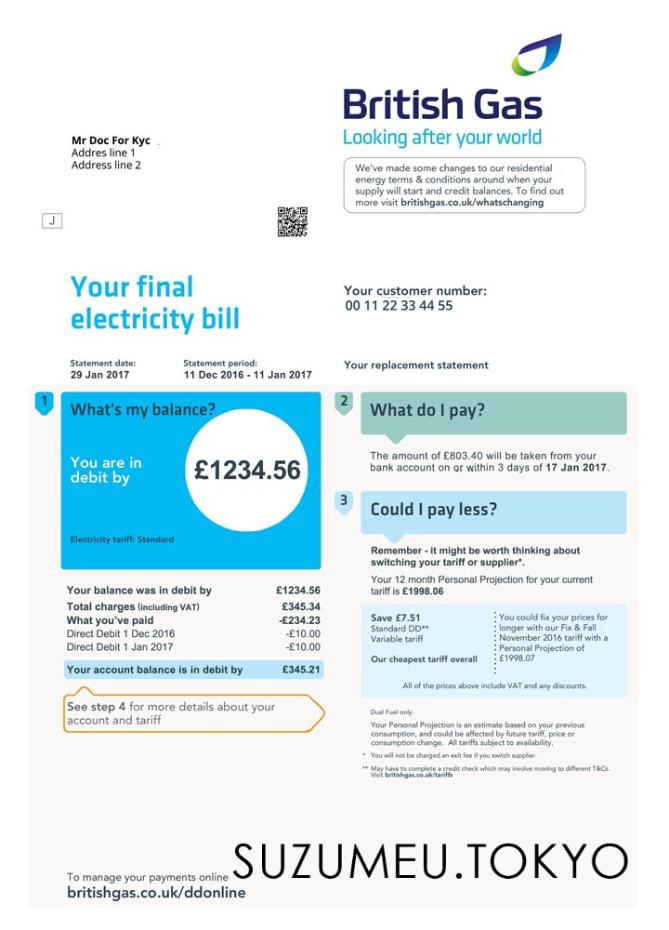 British Gas
Looking after your world
Mr Doc For Kyc
Addres line 1
Address line 2
We've made some changes to our residential
energy terms & conditions around when your
supply will start and credit balances. To find out
more visit britishgas.co.uk/whatschanging
J
Your final
electricity bill
Your customer number:
00 11 22 33 44 55
Statement date:
29 Jan 2017
Statement period:
11 Dec 2016 - 11 Jan 2017
Your replacement statement
1
What's my balance?
You are in
debit by
£1234.56
Electricity tariff: Standard
Your balance was in debit by £1234.56
Total charges (including VAT) £345.34
What you've paid -£234.23
Direct Debit 1 Dec 2016 -£10.00
Direct Debit 1 Jan 2017 -£10.00
Your account balance is in debit by £345.21
See step 4 for more details about your
account and tariff
2
What do I pay?
The amount of £803.40 will be taken from your
bank account on or within 3 days of 17 Jan 2017.
3
Could I pay less?
Remember - it might be worth thinking about
switching your tariff or supplier*.
Your 12 month Personal Projection for your current
tariff is £1998.06
Save £7.51
Standard DD**
Variable tariff
Our cheapest tariff overall
You could fix your prices for
longer with our Fix & Fall
November 2016 tariff with a
Personal Projection of
£1998.07
All of the prices above include VAT and any discounts.
Dual Fuel only.
Your Personal Projection is an estimate based on your previous
consumption, and could be affected by future tariff, price or
consumption change. All tariffs subject to availability.
* You will not be charged an exit fee if you switch supplier.
** May have to complete a credit check which may involve moving to different T&Cs.
Visit britishgas.co.uk/tariffs
To manage your payments online
britishgas.co.uk/ddonline
SUZUMEU.TOKYO